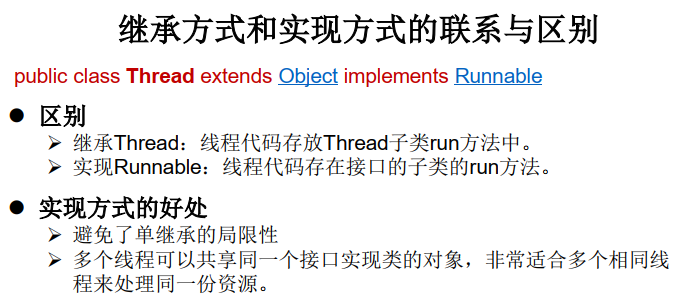 继承方式和实现方式的联系与区别
public class Thread extends Object implements Runnable
● 区别
➢ 继承Thread：线程代码存放Thread子类run方法中。
➢ 实现Runnable：线程代码存在接口的子类的run方法。
● 实现方式的好处
➢ 避免了单继承的局限性
➢ 多个线程可以共享同一个接口实现类的对象，非常适合多个相同线
程来处理同一份资源。